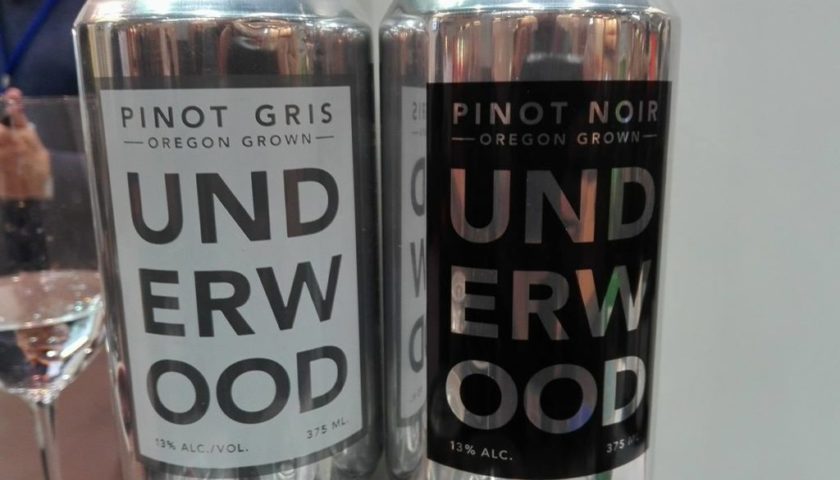 PINOT GRIS
OREGON GROWN
UND
ERW
OOD
13% ALC./VOL.
375 ML.
PINOT NOIR
OREGON GROWN
UND
ERW
OOD
13% ALC.
375 ML